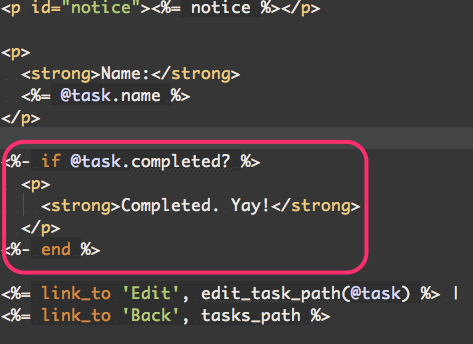 <p id="notice"><%= notice %></p>
<p>
<strong>Name:</strong>
<%= @task.name %>
</p>
<%- if @task.completed? %>
<p>
<strong>Completed. Yay!</strong>
</p>
<%- end %>
<%= link_to 'Edit', edit_task_path(@task) %> |
<%= link_to 'Back', tasks_path %>